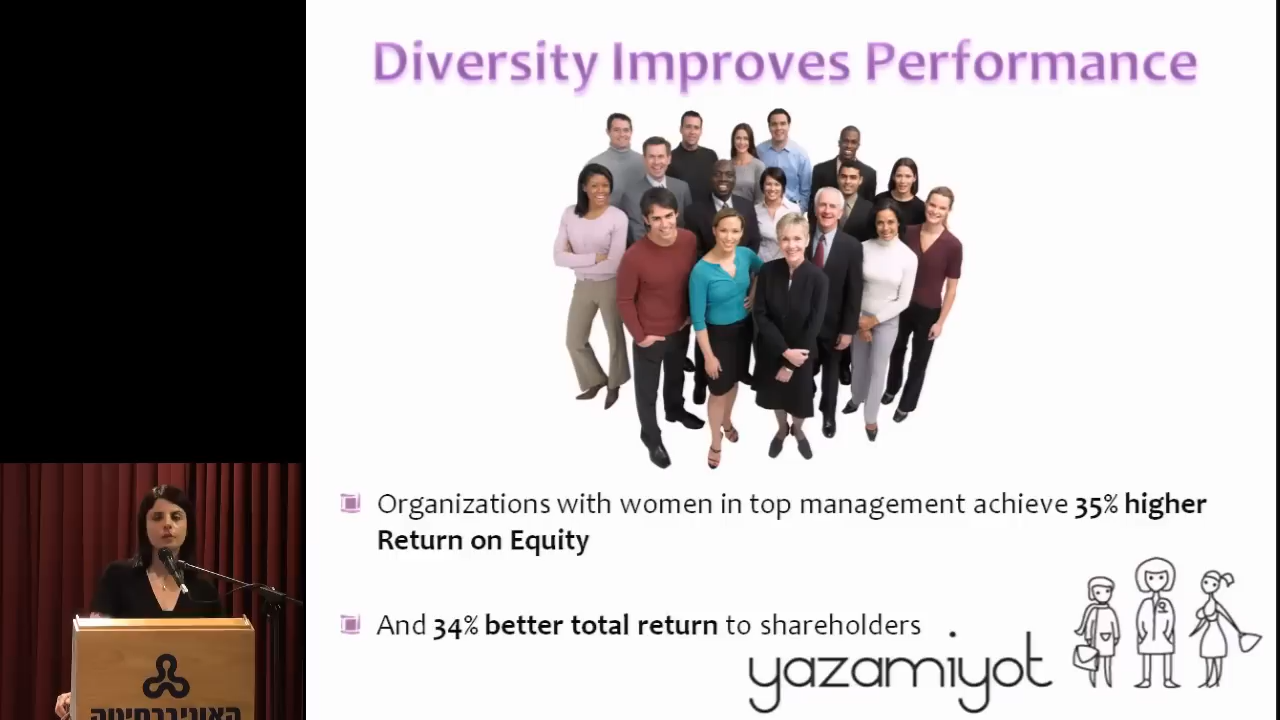 Diversity Improves Performance
Organizations with women in top management achieve 35% higher
Return on Equity
And 34% better total return to shareholders
yazamiyot
האוניברסיטה